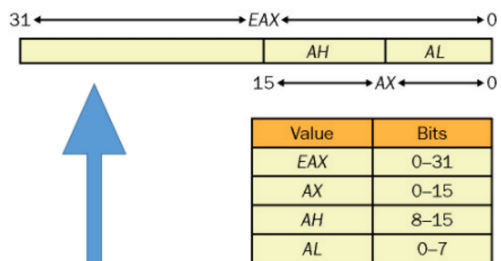 31 EAX 0
AH AL
15 AX 0
Value Bits
EAX 0–31
AX 0–15
AH 8–15
AL 0–7